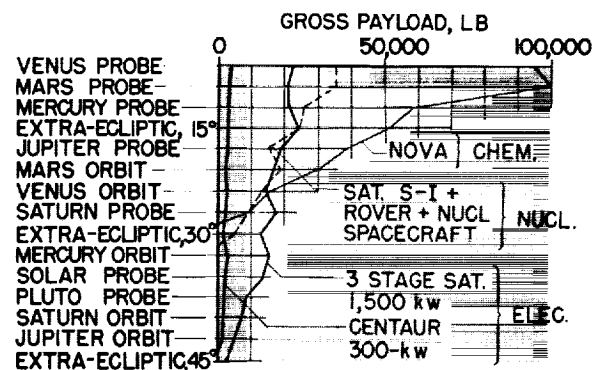 GROSS PAYLOAD, LB
0 50,000 100,000
VENUS PROBE
MARS PROBE
MERCURY PROBE
EXTRA-ECLIPTIC, 15°
JUPITER PROBE
MARS ORBIT
VENUS ORBIT
SATURN PROBE
EXTRA-ECLIPTIC, 30°
MERCURY ORBIT
SOLAR PROBE
PLUTO PROBE
SATURN ORBIT
JUPITER ORBIT
EXTRA-ECLIPTIC, 45°
NOVA CHEM.
SAT. S-I +
ROVER + NUCL
SPACECRAFT
NUCL.
3 STAGE SAT.
1,500 kw
CENTAUR
300-kw
ELEC.